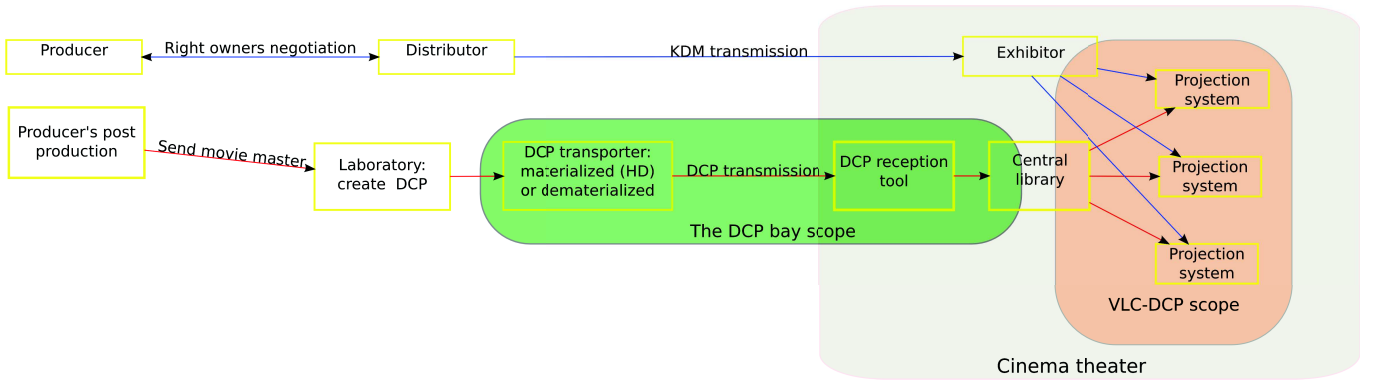 Producer
Right owners negotiation
Distributor
KDM transmission
Exhibitor
Projection
system
Producer's post
production
Send movie master
Laboratory:
create DCP
DCP transporter:
materialized (HD)
or dematerialized
DCP transmission
DCP reception
tool
Central
library
Projection
system
The DCP bay scope
Projection
system
VLC-DCP scope
Cinema theater